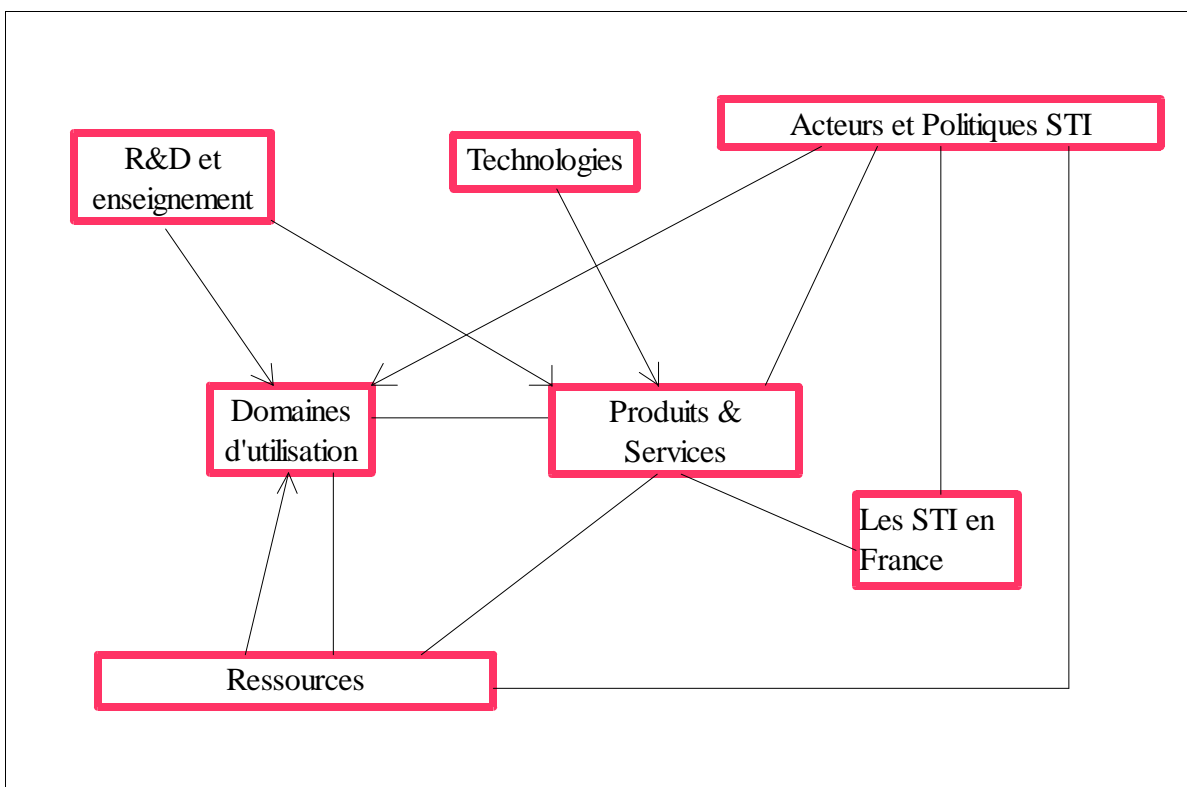 Acteurs et Politiques STI
R&D et
enseignement
Technologies
Domaines
d'utilisation
Produits &
Services
Les STI en
France
Ressources